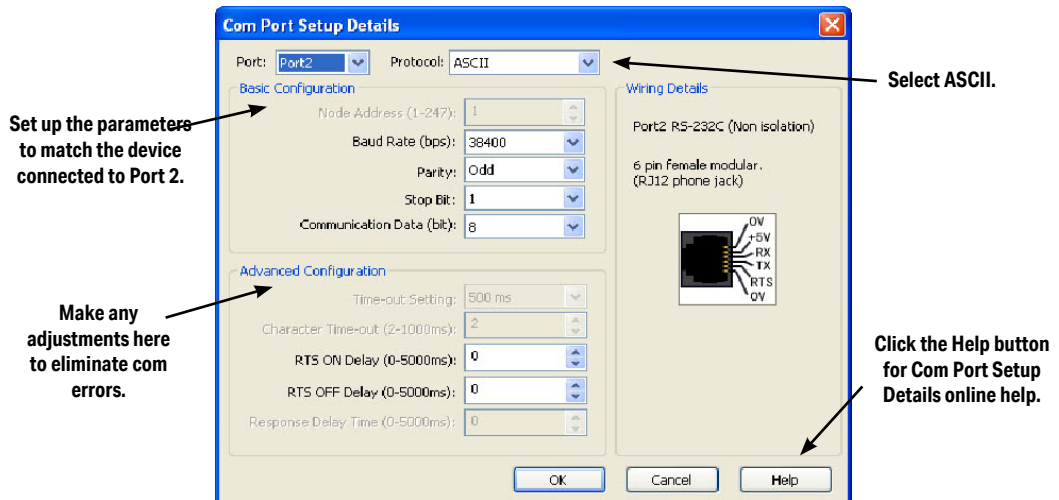 Com Port Setup Details
Port: Port2 Protocol: ASCII
Select ASCII.
Basic Configuration
Node Address (1-247): 1
Baud Rate (bps): 38400
Parity: Odd
Stop Bit: 1
Communication Data (bit): 8
Set up the parameters
to match the device
connected to Port 2.
Wiring Details
Port2 RS-232C (Non isolation)
6 pin female modular.
(RJ12 phone jack)
0V
+5V
RX
TX
RTS
0V
Advanced Configuration
Time-out Setting: 500 ms
Character Time-out (2-1000ms): 2
RTS ON Delay (0-5000ms): 0
RTS OFF Delay (0-5000ms): 0
Response Delay Time (0-5000ms): 0
Make any
adjustments here
to eliminate com
errors.
Click the Help button
for Com Port Setup
Details online help.
OK Cancel Help